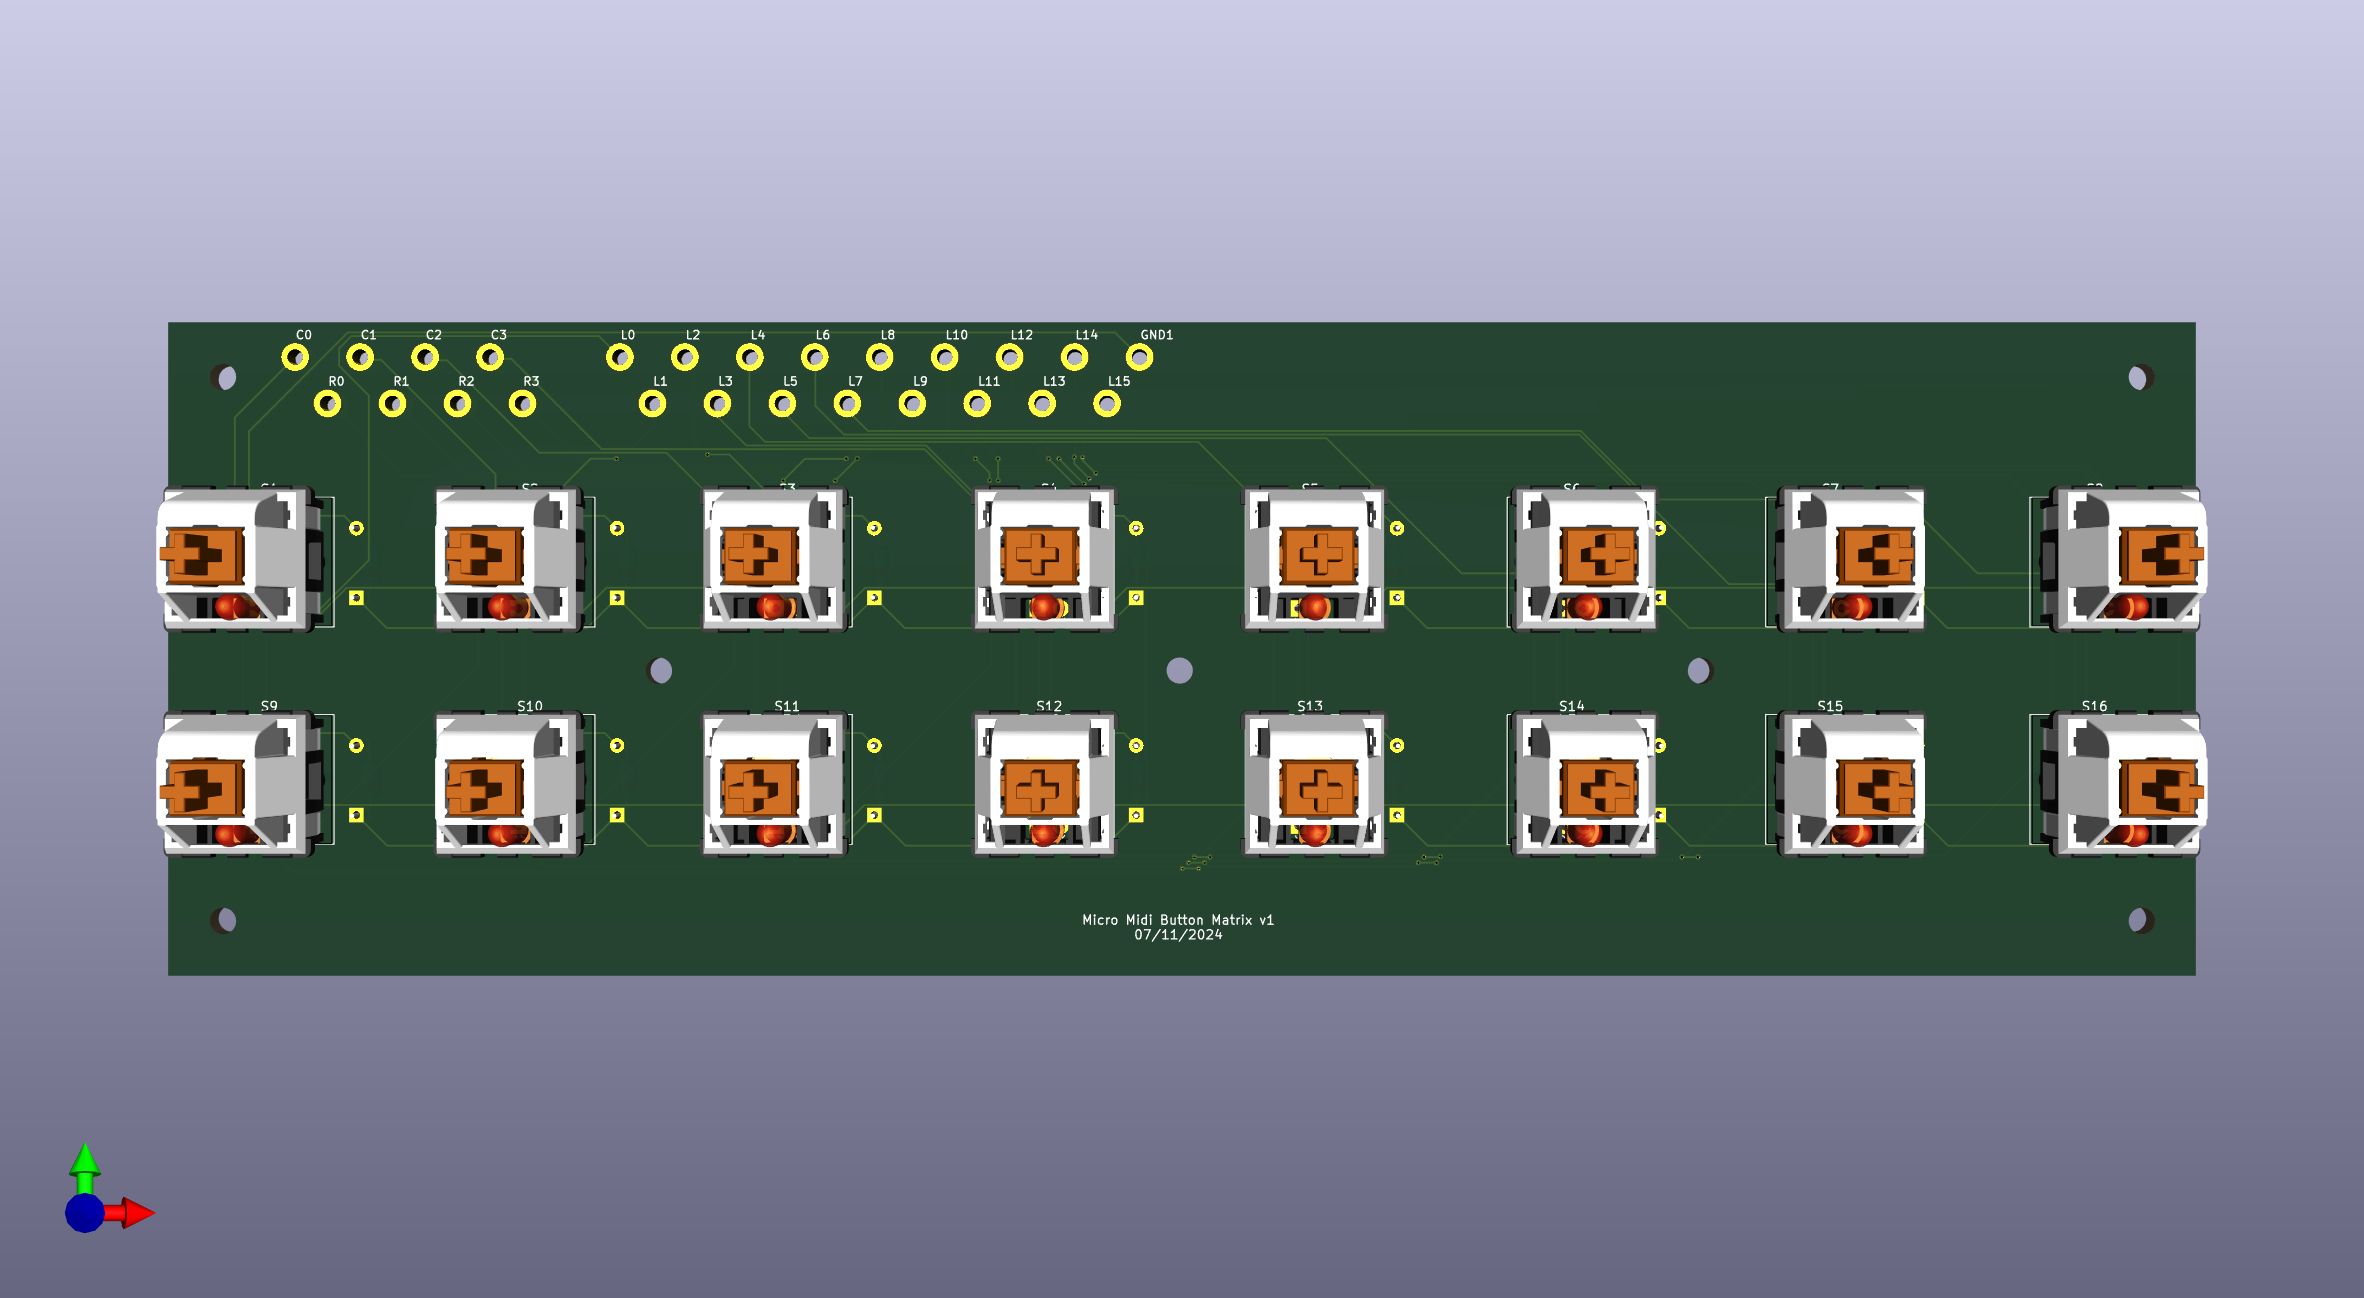 C0 C1 C2 C3 L0 L2 L4 L6 L8 L10 L12 L14 GND1
R0 R1 R2 R3 L1 L3 L5 L7 L9 L11 L13 L15
S9 S10 S11 S12 S13 S14 S15 S16
Micro Midi Button Matrix v1
07/11/2024